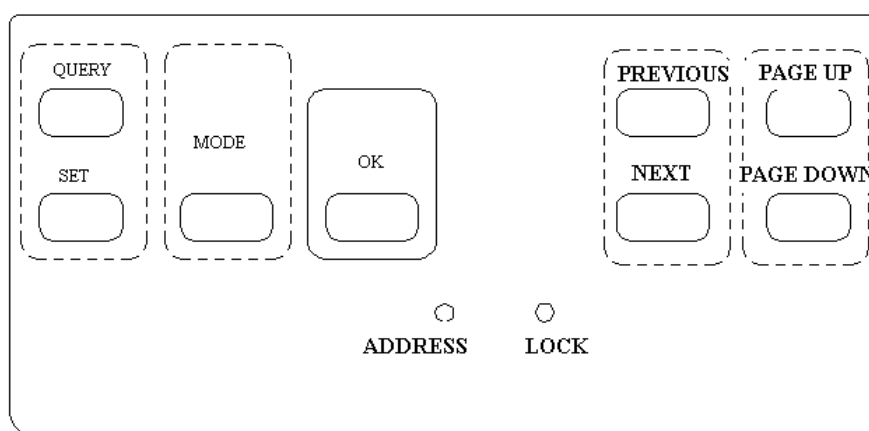 QUERY
SET
MODE
OK
PREVIOUS
NEXT
PAGE UP
PAGE DOWN
ADDRESS
LOCK